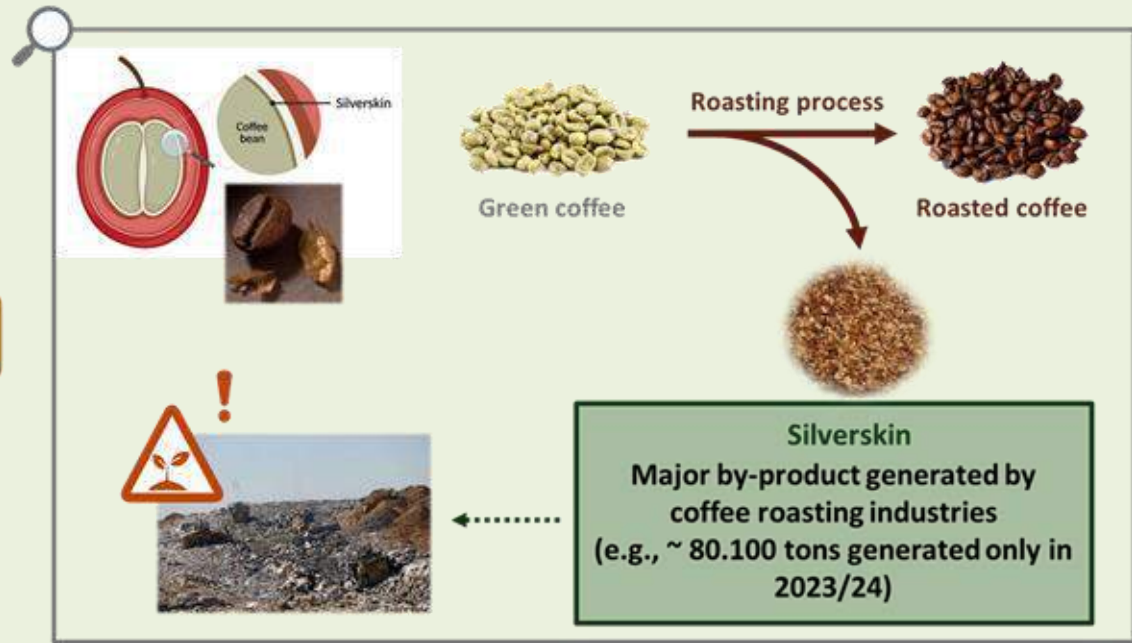 Silverskin
Coffee
bean
Roasting process
Green coffee
Roasted coffee
Silverskin
Major by-product generated by
coffee roasting industries
(e.g., ~ 80.100 tons generated only in
2023/24)
!